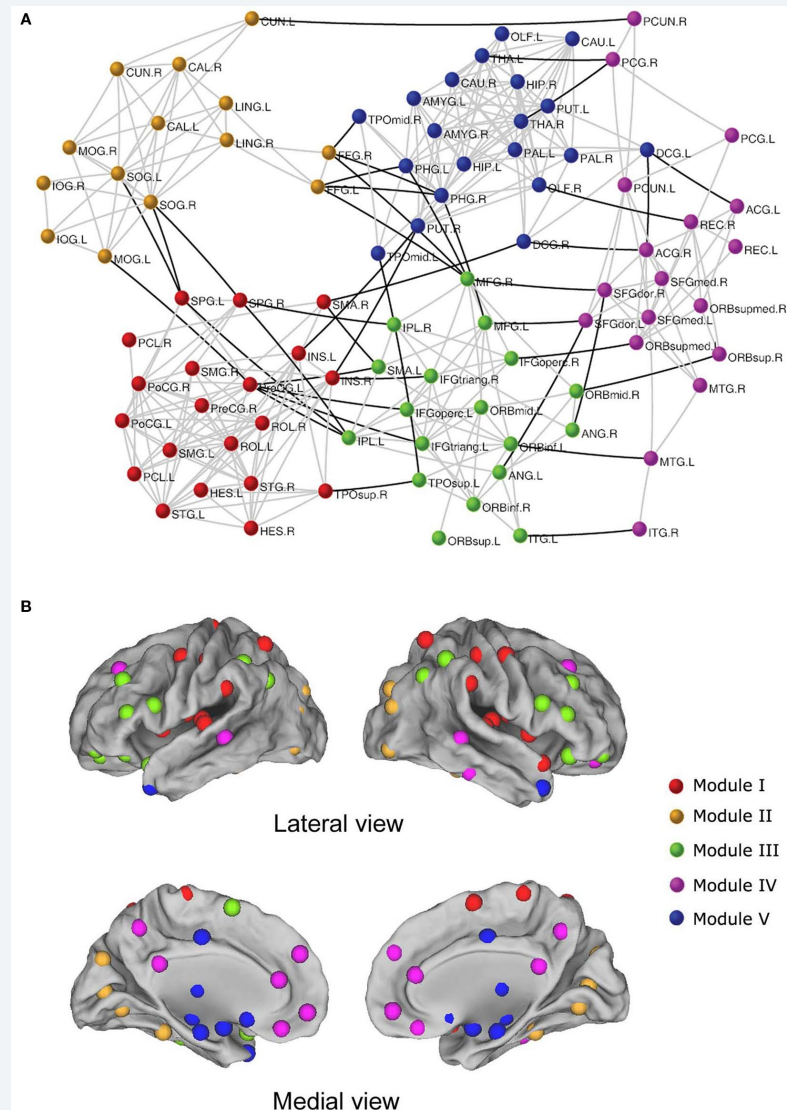 A
CUN.L
PCUN.R
OLF.L
CAU.L
THA.L
PCG.R
CUN.R
CAL.R
CAU.R
HIP.R
AMYG.L
PUT.L
LING.L
TPOmid.R
THA.R
CAL.L
AMYG.R
PCG.L
LING.R
MOG.R
FFG.R
PAL.L
PAL.R
DCG.L
PHG.L
HIP.L
SOG.L
IOG.R
FFG.L
OLF.R
PCUN.L
PHG.R
SOG.R
ACG.L
REC.R
PUT.R
IOG.L
DCG.R
REC.L
MOG.L
TPOmid.L
ACG.R
MFG.R
SFGmed.R
SFGdor.R
SPG.L
SPG.R
SMA.R
ORBsupmed.R
SFGmed.L
IPL.R
MFG.L
SFGdor.L
PCL.R
ORBsupmed.L
INS.L
ORBsup.R
IFGoperc.R
SMG.R
SMA.L
INS.R
IFGtriang.R
PoCG.R
PreCG.L
MTG.R
ORBmid.R
PreCG.R
IFGoperc.L
ORBmid.L
PoCG.L
ROL.R
ANG.R
IPL.L
SMG.L
ROL.L
IFGtriang.L
ORBinf.L
MTG.L
PCL.L
ANG.L
STG.R
TPOsup.L
HES.L
TPOsup.R
ORBinf.R
STG.L
HES.R
ITG.R
ORBsup.L
ITG.L
B
Lateral view
Module I
Module II
Module III
Module IV
Module V
Medial view